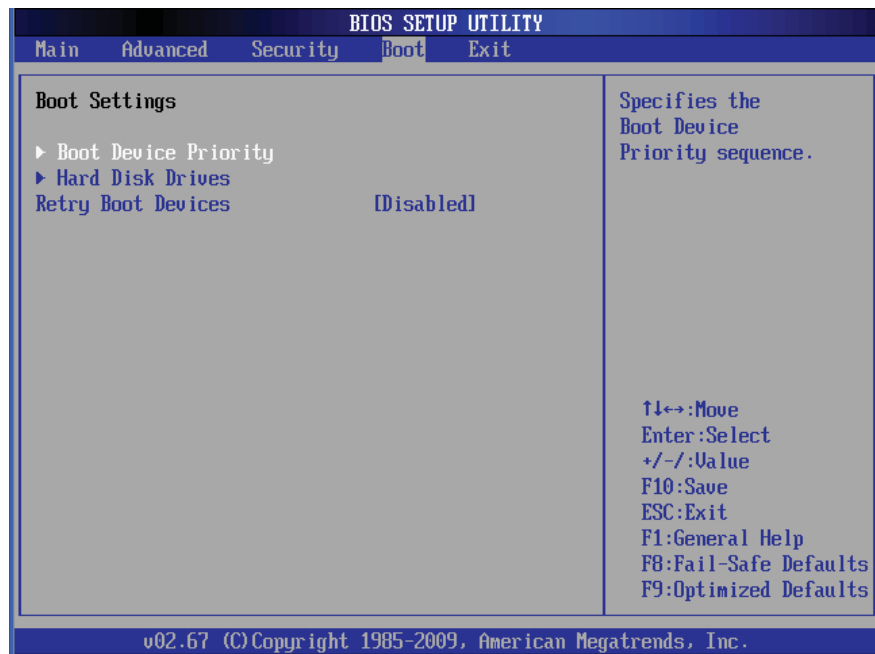 BIOS SETUP UTILITY
Main Advanced Security Boot Exit
Boot Settings
▶ Boot Device Priority
▶ Hard Disk Drives
Retry Boot Devices [Disabled]
Specifies the
Boot Device
Priority sequence.
↑↓←→:Move
Enter:Select
+/-/:Value
F10:Save
ESC:Exit
F1:General Help
F8:Fail-Safe Defaults
F9:Optimized Defaults
v02.67 (C)Copyright 1985-2009, American Megatrends, Inc.